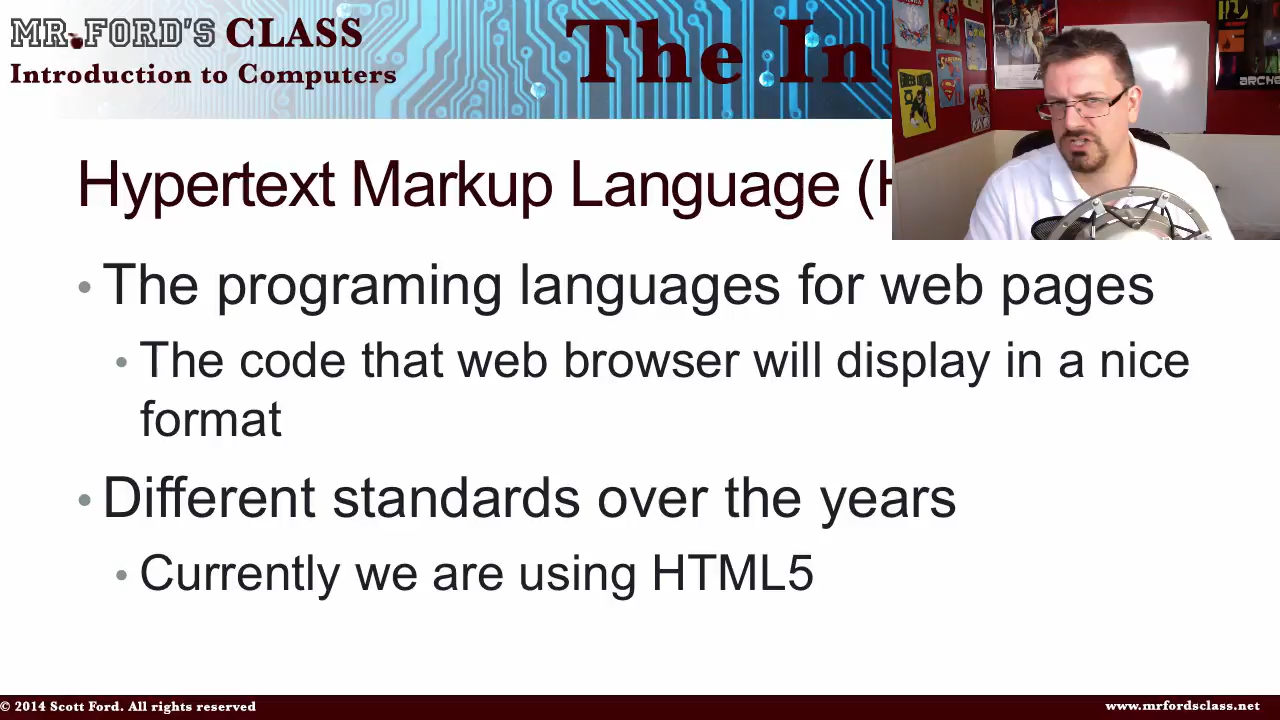 MR.FORD'S CLASS
Introduction to Computers
The In
Hypertext Markup Language (H
• The programing languages for web pages
• The code that web browser will display in a nice
format
• Different standards over the years
• Currently we are using HTML5
ARCHE
© 2014 Scott Ford. All rights reserved
www.mrfordsclass.net